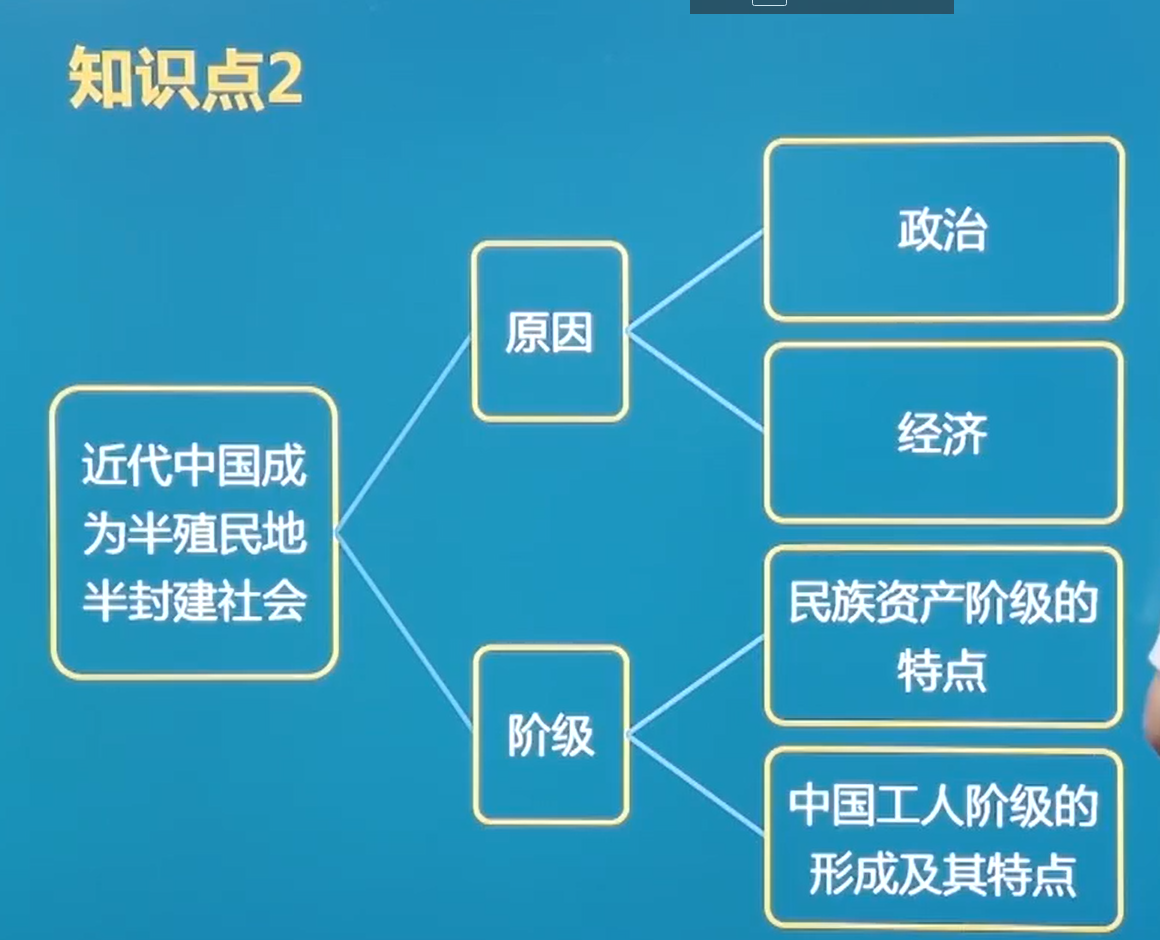 知识点2
近代中国成
为半殖民地
半封建社会
原因
政治
经济
阶级
民族资产阶级的
特点
中国工人阶级的
形成及其特点